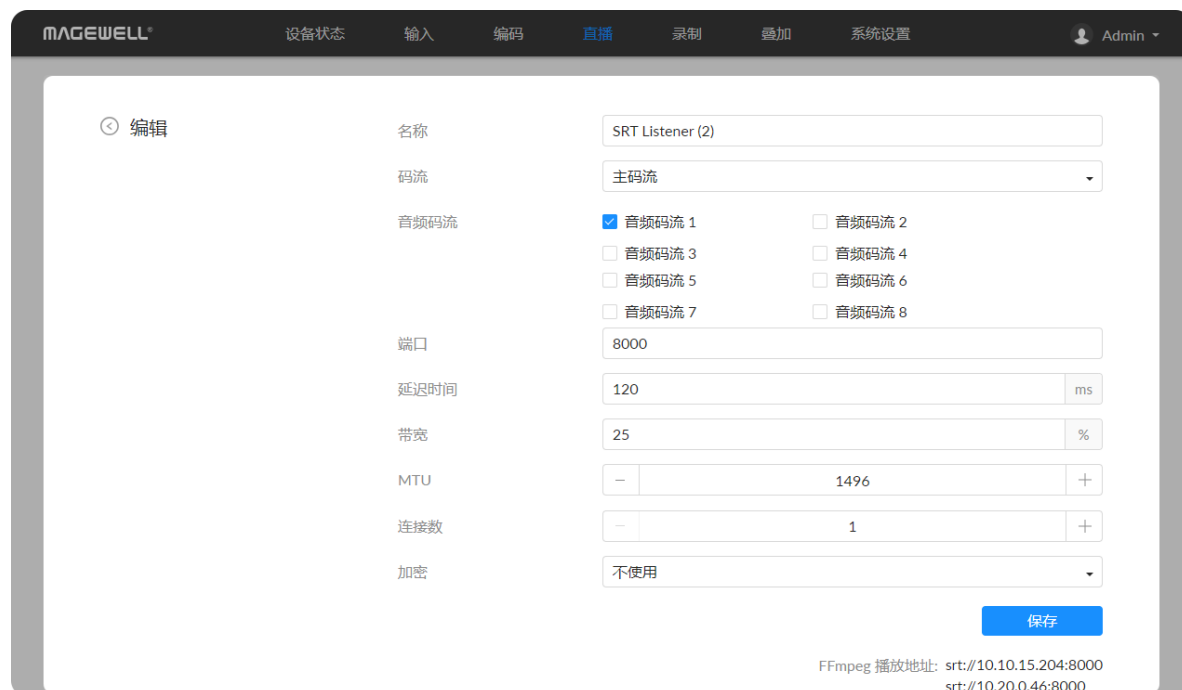 MAGEWELL®
设备状态 输入 编码 直播 录制 叠加 系统设置 Admin
编辑
名称 SRT Listener (2)
码流 主码流
音频码流 音频码流 1 音频码流 2
音频码流 3 音频码流 4
音频码流 5 音频码流 6
音频码流 7 音频码流 8
端口 8000
延迟时间 120 ms
带宽 25 %
MTU − 1496 +
连接数 − 1 +
加密 不使用
保存
FFmpeg 播放地址: srt://10.10.15.204:8000
srt://10.20.0.46:8000